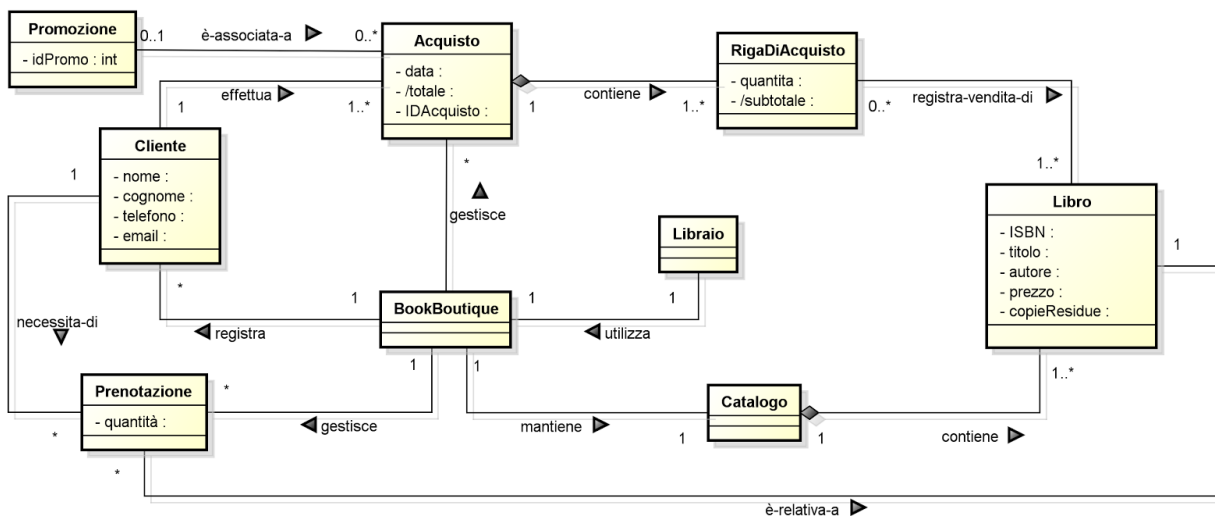 Promozione
- idPromo : int
0..1
è-associata-a
0..*
Acquisto
- data :
- /totale :
- IDAcquisto :
1
contiene
1..*
RigaDiAcquisto
- quantita :
- /subtotale :
0..*
registra-vendita-di
1..*
1
effettua
1..*
Cliente
- nome :
- cognome :
- telefono :
- email :
1
*
gestisce
Libraio
Libro
- ISBN :
- titolo :
- autore :
- prezzo :
- copieResidue :
1
*
registra
1
BookBoutique
1
utilizza
1
necessita-di
1
1
1..*
Prenotazione
- quantità :
*
gestisce
mantiene
1
Catalogo
1
contiene
*
*
è-relativa-a